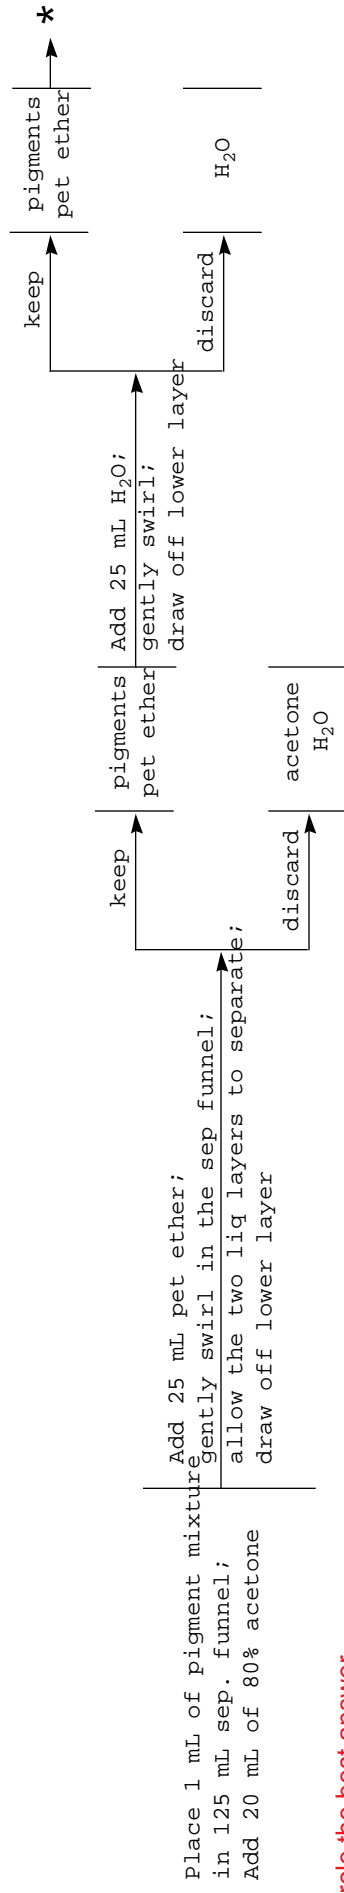 Place 1 mL of pigment mixture
in 125 mL sep. funnel;
Add 20 mL of 80% acetone
Add 25 mL pet ether;
gently swirl in the sep funnel;
allow the two liq layers to separate;
draw off lower layer
keep
pigments
pet ether
discard
acetone
H₂O
Add 25 mL H₂O;
gently swirl;
draw off lower layer
keep
pigments
pet ether
*
discard
H₂O
the best answer